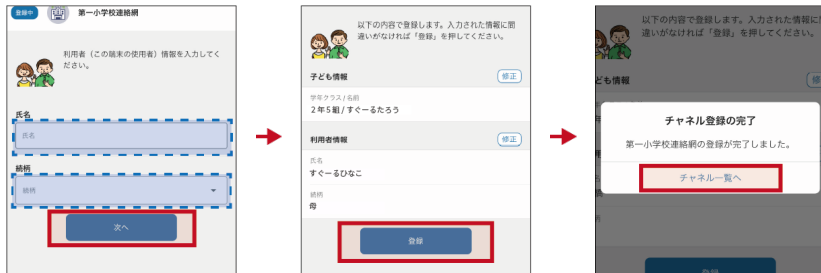 登録中 第一小学校連絡網
利用者（この端末の使用者）情報を入力してく
ださい。
氏名
氏名
続柄
続柄
次へ
以下の内容で登録します。入力された情報に間
違いがなければ「登録」を押してください。
子ども情報 修正
学年クラス/名前
2年5組/すぐーるたろう
利用者情報 修正
氏名
すぐーるひなこ
続柄
母
登録
以下の内容で登録します。入力された情報に
違いがなければ「登録」を押してください。
ども情報
チャネル登録の完了
第一小学校連絡網の登録が完了しました。
チャネル一覧へ
登録